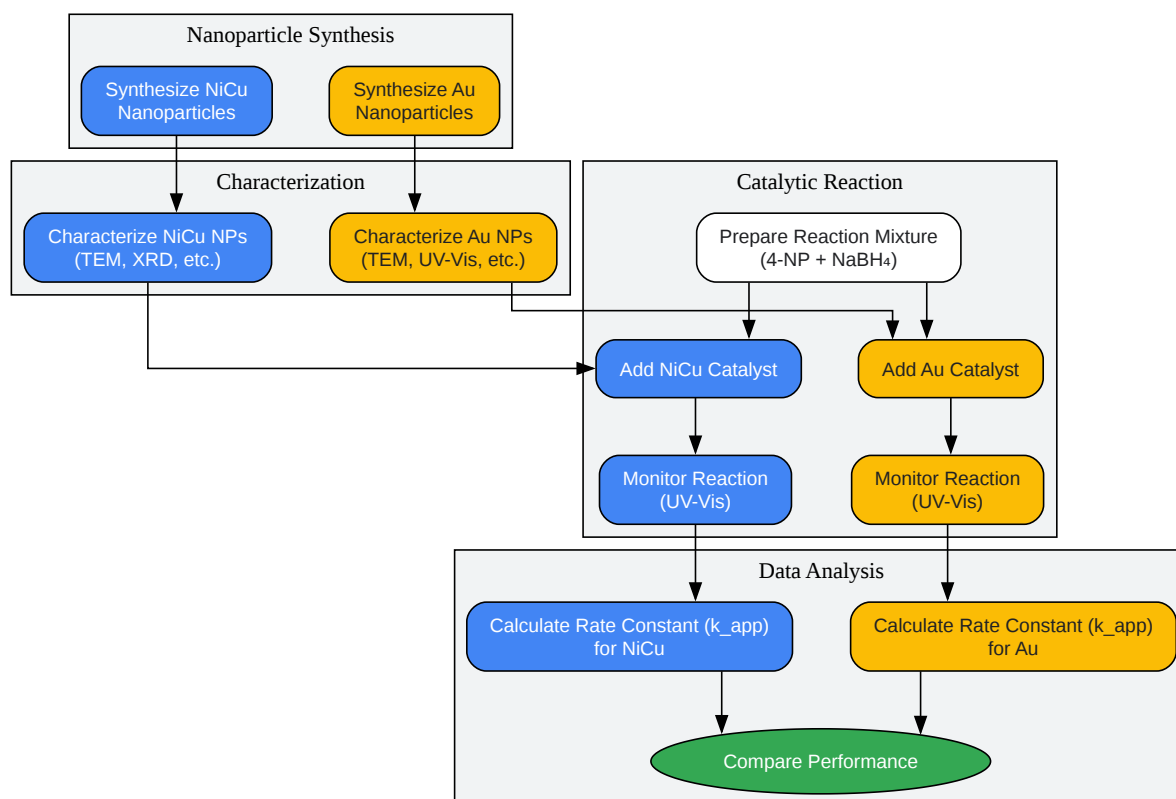 Nanoparticle Synthesis
Synthesize NiCu
Nanoparticles
Synthesize Au
Nanoparticles
Characterization
Characterize NiCu NPs
(TEM, XRD, etc.)
Characterize Au NPs
(TEM, UV-Vis, etc.)
Catalytic Reaction
Prepare Reaction Mixture
(4-NP + NaBH₄)
Add NiCu Catalyst
Add Au Catalyst
Monitor Reaction
(UV-Vis)
Monitor Reaction
(UV-Vis)
Data Analysis
Calculate Rate Constant (k_app)
for NiCu
Calculate Rate Constant (k_app)
for Au
Compare Performance